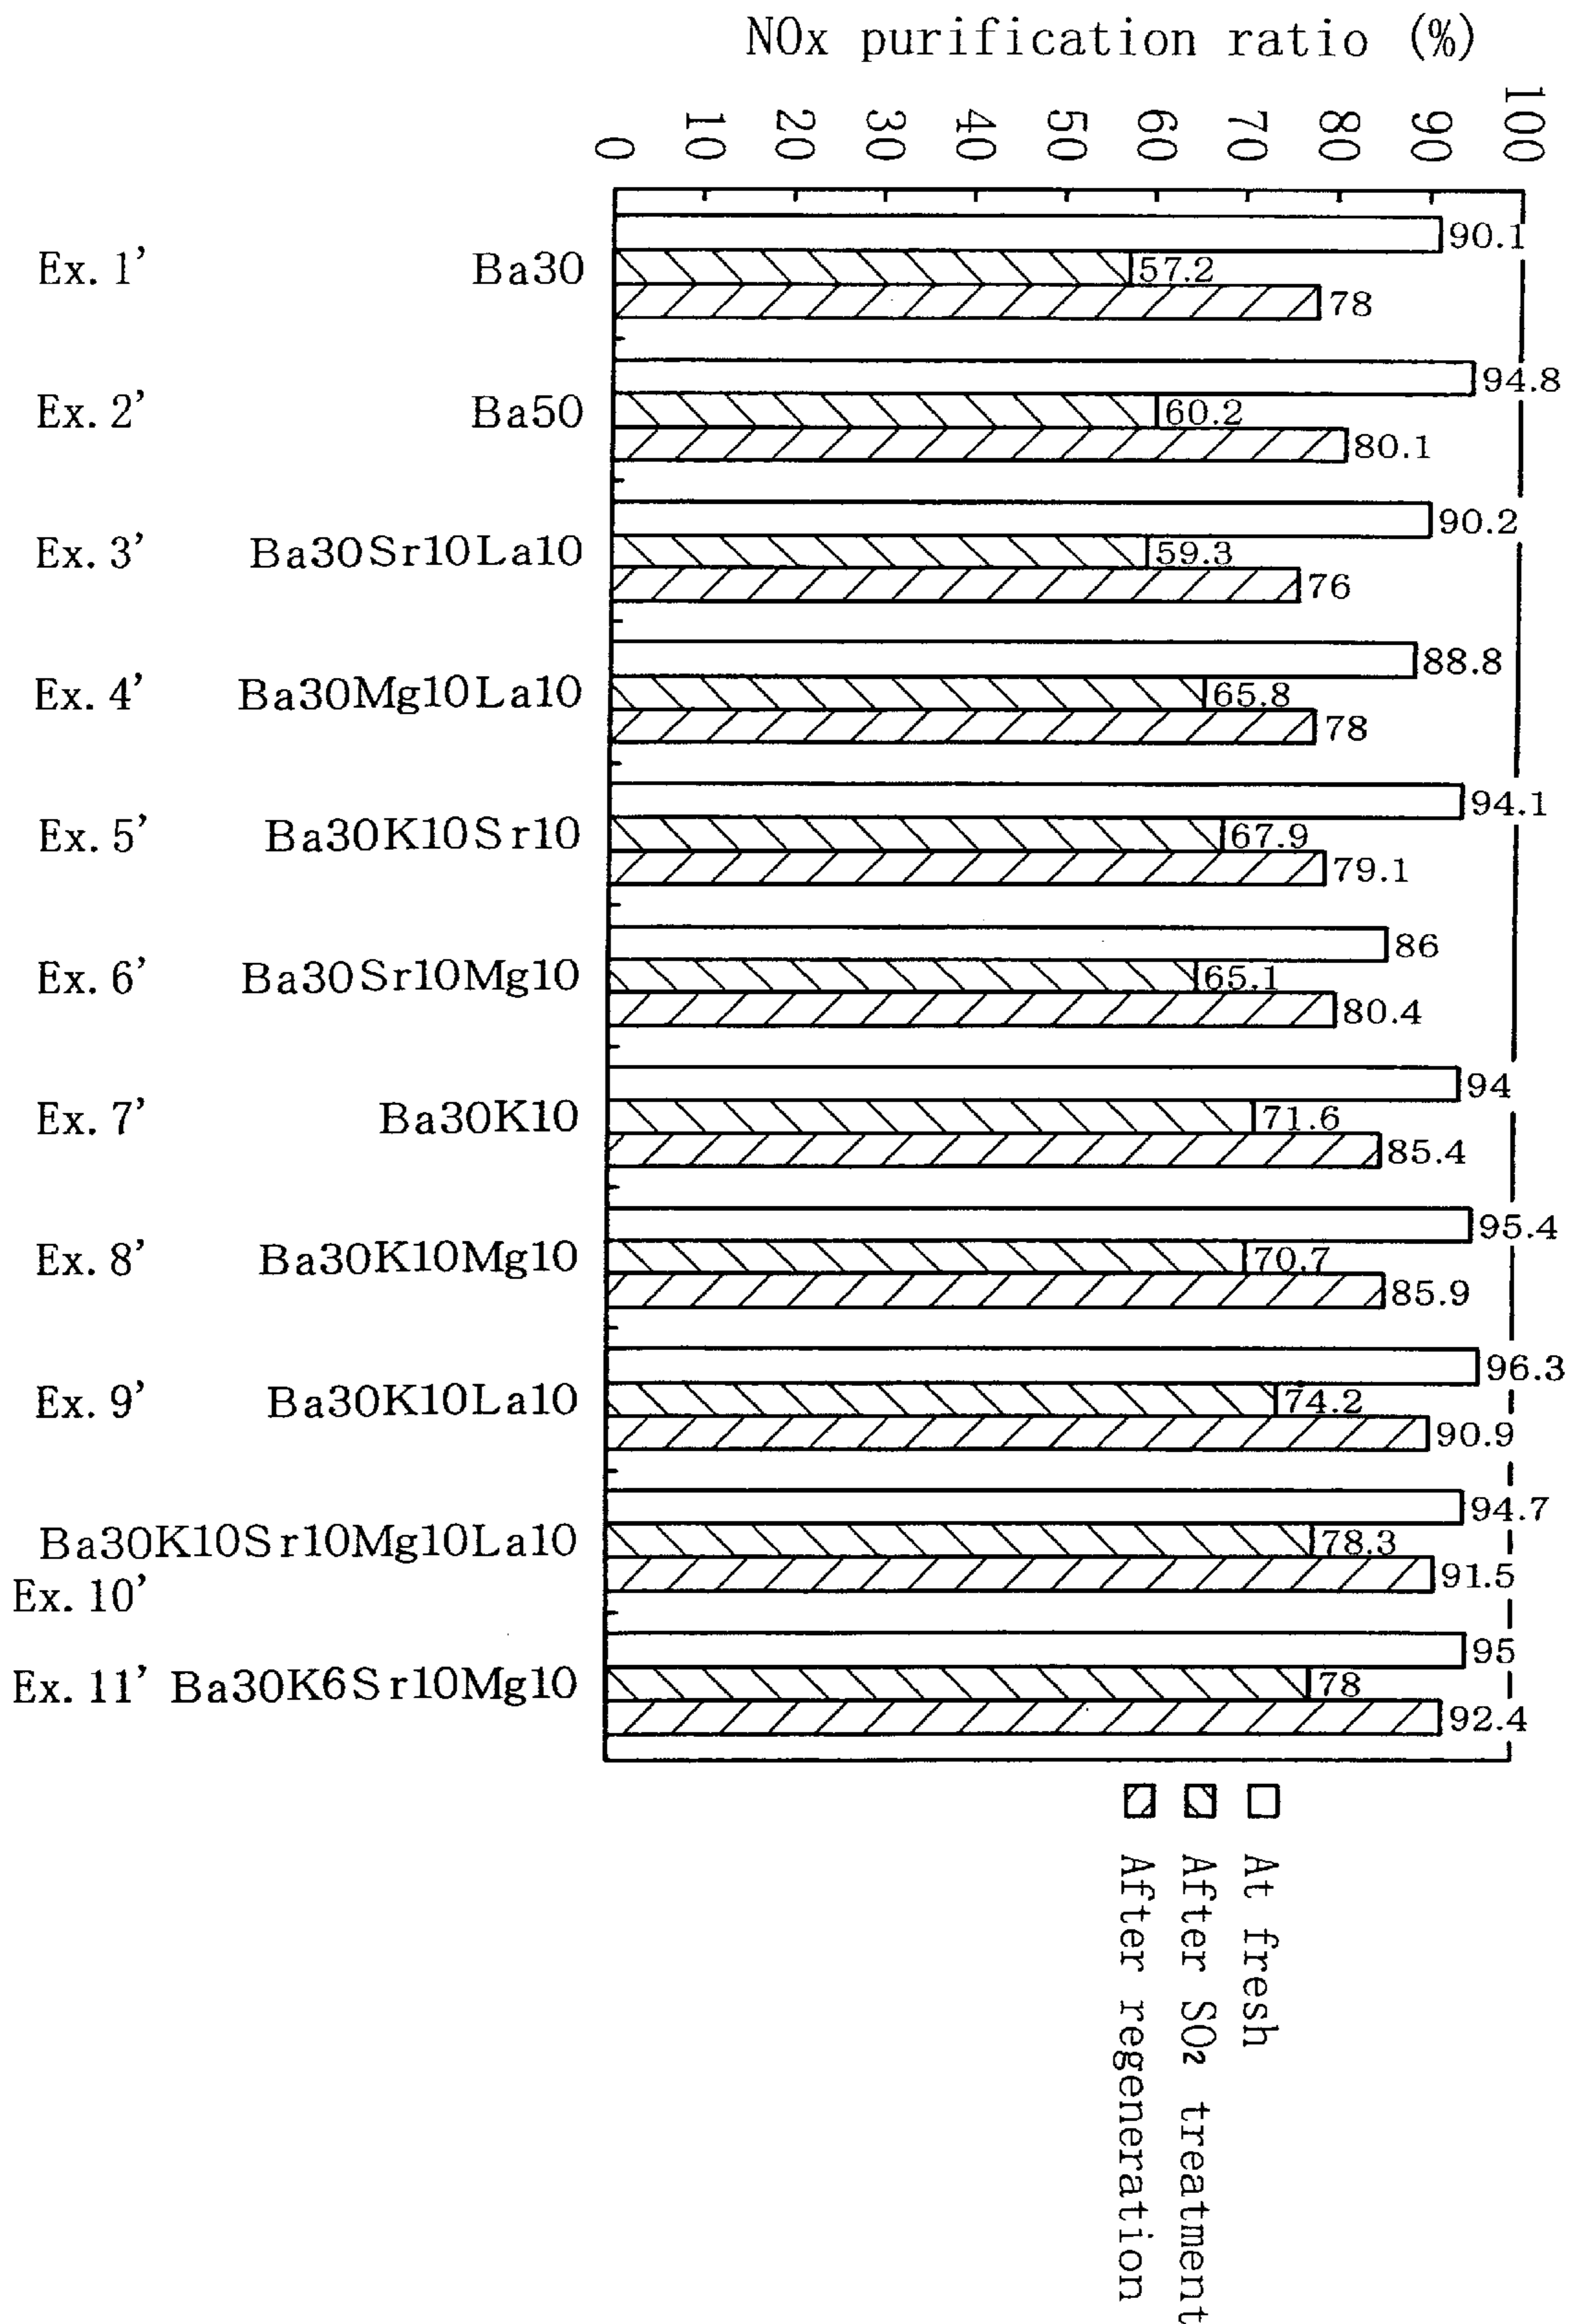 NOx purification ratio (%)
0 10 20 30 40 50 60 70 80 90 100
90.1
Ex. 1' Ba30 57.2
78
94.8
Ex. 2' Ba50 60.2
80.1
90.2
Ex. 3' Ba30Sr10La10 59.3
76
88.8
Ex. 4' Ba30Mg10La10 65.8
78
94.1
Ex. 5' Ba30K10Sr10 67.9
79.1
86
Ex. 6' Ba30Sr10Mg10 65.1
80.4
94
Ex. 7' Ba30K10 71.6
85.4
95.4
Ex. 8' Ba30K10Mg10 70.7
85.9
96.3
Ex. 9' Ba30K10La10 74.2
90.9
94.7
Ba30K10Sr10Mg10La10 78.3
Ex. 10' 91.5
95
Ex. 11' Ba30K6Sr10Mg10 78
92.4
At fresh
After SO2 treatment
After regeneration